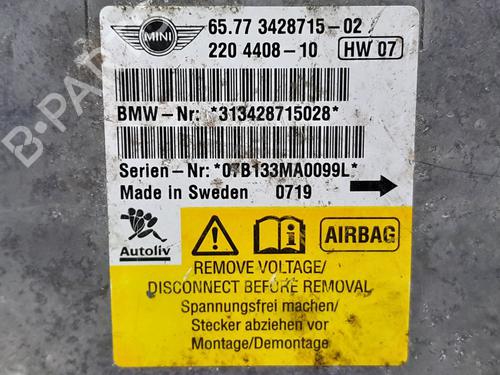 MINI
65.77 3428715-02
220 4408-10 HW 07
BMW-Nr: *313428715028*
Serien-Nr: *07B133MA0099L*
Made in Sweden 0719
Autoliv
AIRBAG
REMOVE VOLTAGE/
DISCONNECT BEFORE REMOVAL
Spannungsfrei machen/
Stecker abziehen vor
Montage/Demontage
B-PARTS